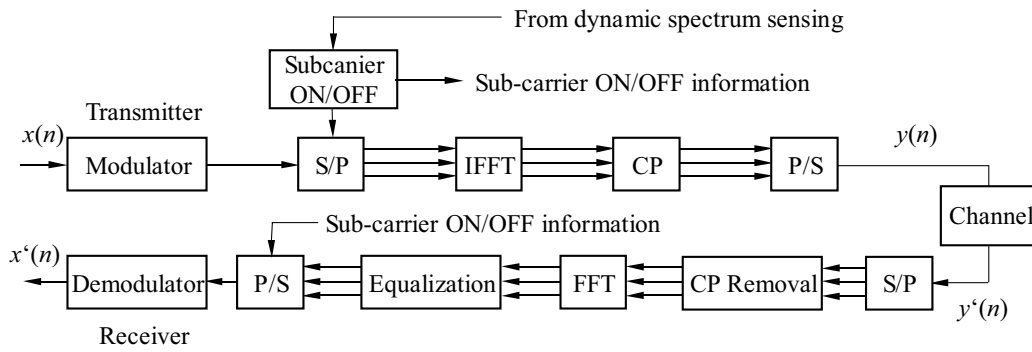 From dynamic spectrum sensing
Subcanier
ON/OFF
Sub-carrier ON/OFF information
Transmitter
x(n)
Modulator
S/P
IFFT
CP
P/S
y(n)
Channel
Sub-carrier ON/OFF information
x‘(n)
Demodulator
P/S
Equalization
FFT
CP Removal
S/P
y‘(n)
Receiver